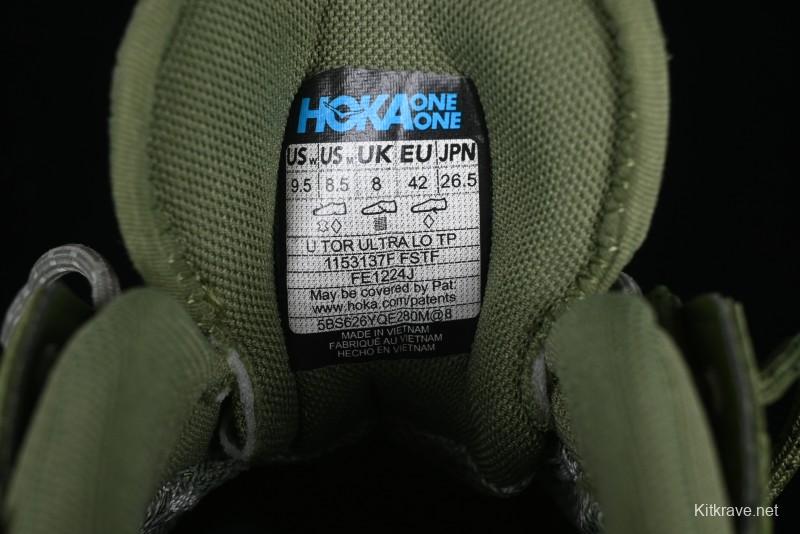 HOKA ONE ONE
US W US M UK EU JPN
9.5 8.5 8 42 26.5
U TOR ULTRA LO TP
1153137F FSTF
FE1224J
May be covered by Pat.
www.hoka.com/patents
5BS626YQE280M@8
MADE IN VIETNAM
FABRIQUÉ AU VIETNAM
HECHO EN VIETNAM
Kitkrave.net